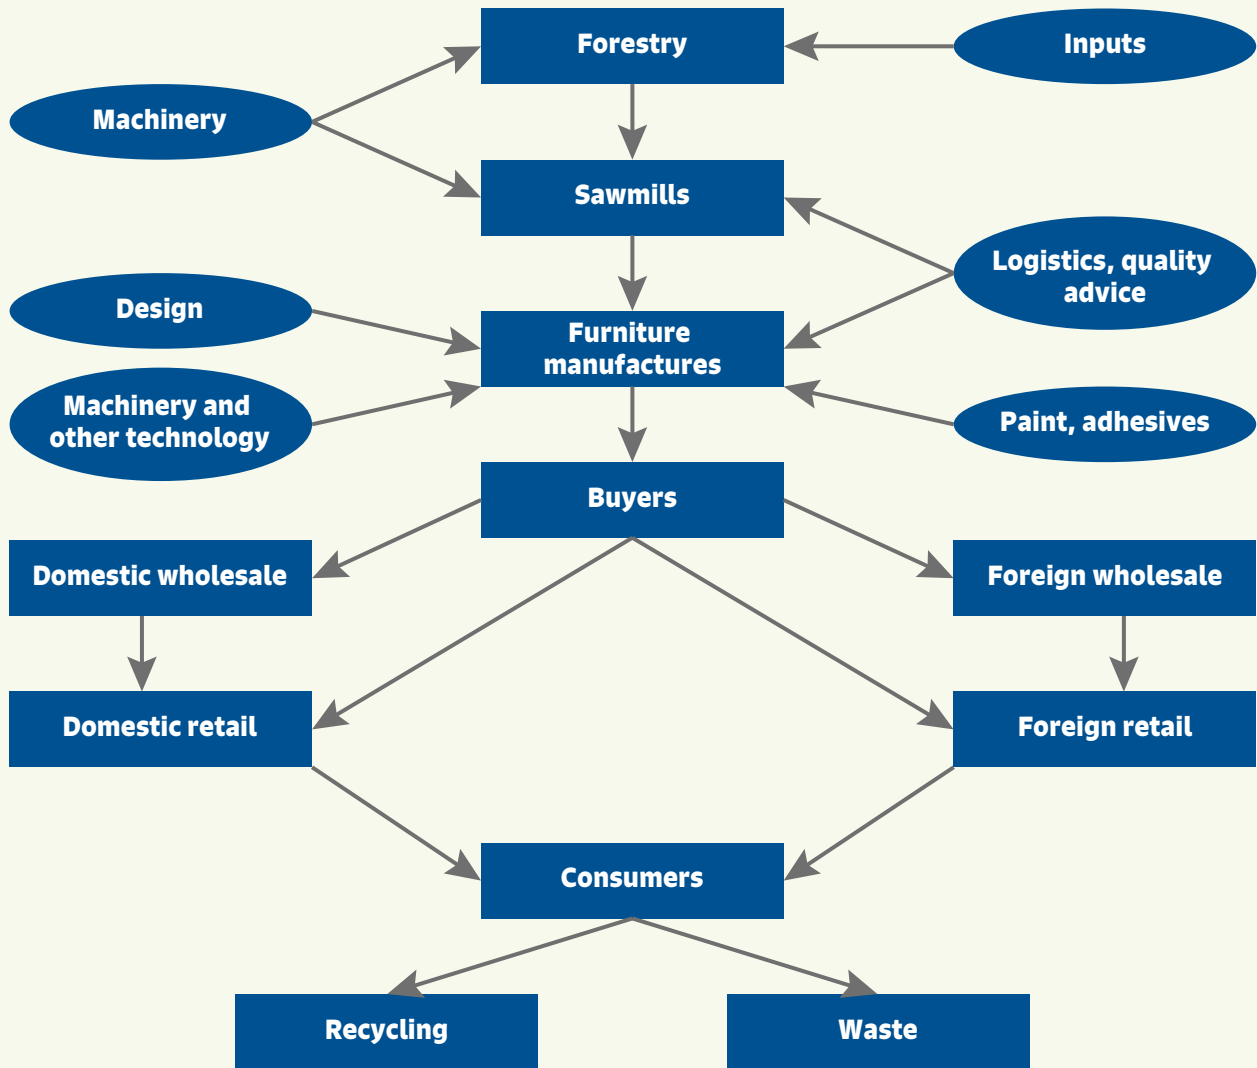 Forestry
Inputs
Machinery
Sawmills
Logistics, quality
advice
Design
Furniture
manufactures
Machinery and
other technology
Paint, adhesives
Buyers
Domestic wholesale
Foreign wholesale
Domestic retail
Foreign retail
Consumers
Recycling
Waste